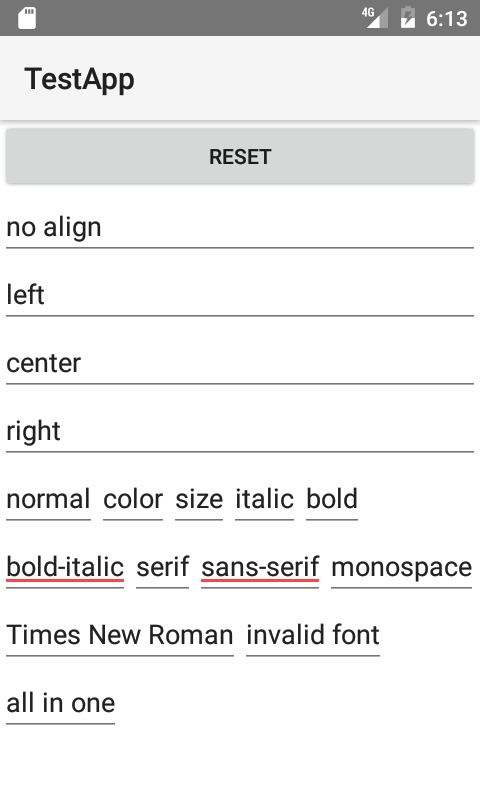 4G 6:13
TestApp
RESET
no align
left
center
right
normal color size italic bold
bold-italic serif sans-serif monospace
Times New Roman invalid font
all in one